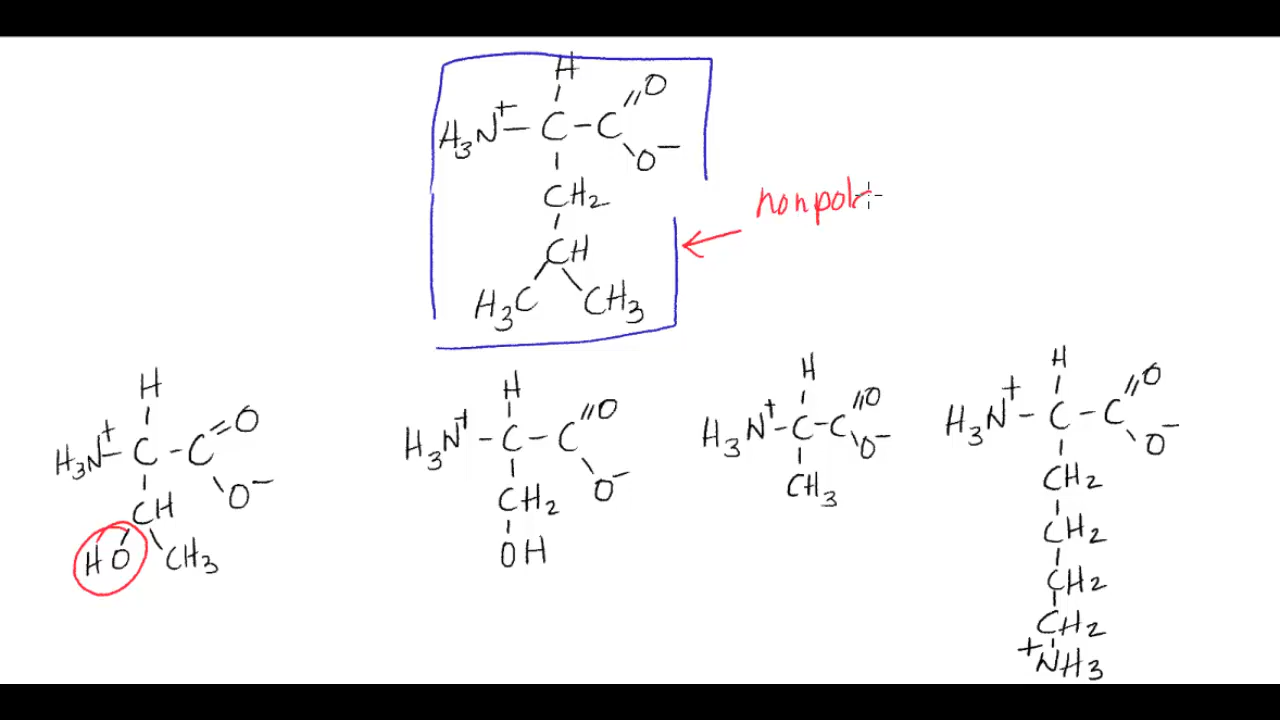 H
H3N+ - C - C = O
O−
CH2
CH
H3C CH3
nonpola
H
H3N+ - C - C = O
O−
CH
HO CH3
H
H3N+ - C - C = O
O−
CH2
OH
H
H3N+ - C - C = O
O−
CH3
H
H3N+ - C - C = O
O−
CH2
CH2
CH2
CH2
+NH3